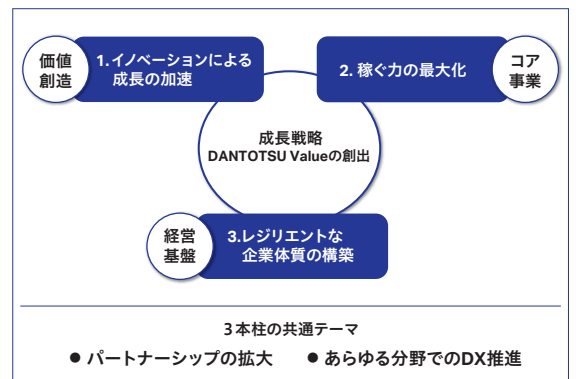 価値
創造
1.イノベーションによる
成長の加速
2. 稼ぐ力の最大化
コア
事業
成長戦略
DANTOTSU Valueの創出
経営
基盤
3.レジリエントな
企業体質の構築
3本柱の共通テーマ
● パートナーシップの拡大 ● あらゆる分野でのDX推進